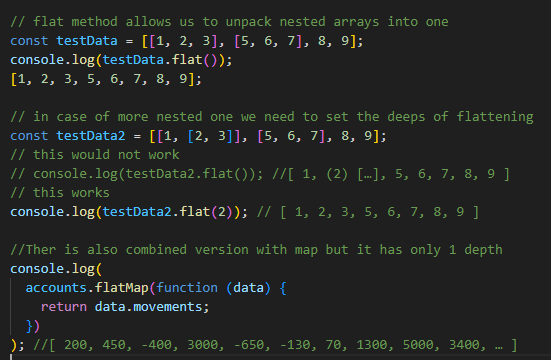 // flat method allows us to unpack nested arrays into one
const testData = [[1, 2, 3], [5, 6, 7], 8, 9];
console.log(testData.flat());
[1, 2, 3, 5, 6, 7, 8, 9];
// in case of more nested one we need to set the deeps of flattening
const testData2 = [[1, [2, 3]], [5, 6, 7], 8, 9];
// this would not work
// console.log(testData2.flat()); //[ 1, (2) […], 5, 6, 7, 8, 9 ]
// this works
console.log(testData2.flat(2)); // [ 1, 2, 3, 5, 6, 7, 8, 9 ]
//Ther is also combined version with map but it has only 1 depth
console.log(
accounts.flatMap(function (data) {
return data.movements;
})
); //[ 200, 450, -400, 3000, -650, -130, 70, 1300, 5000, 3400, … ]